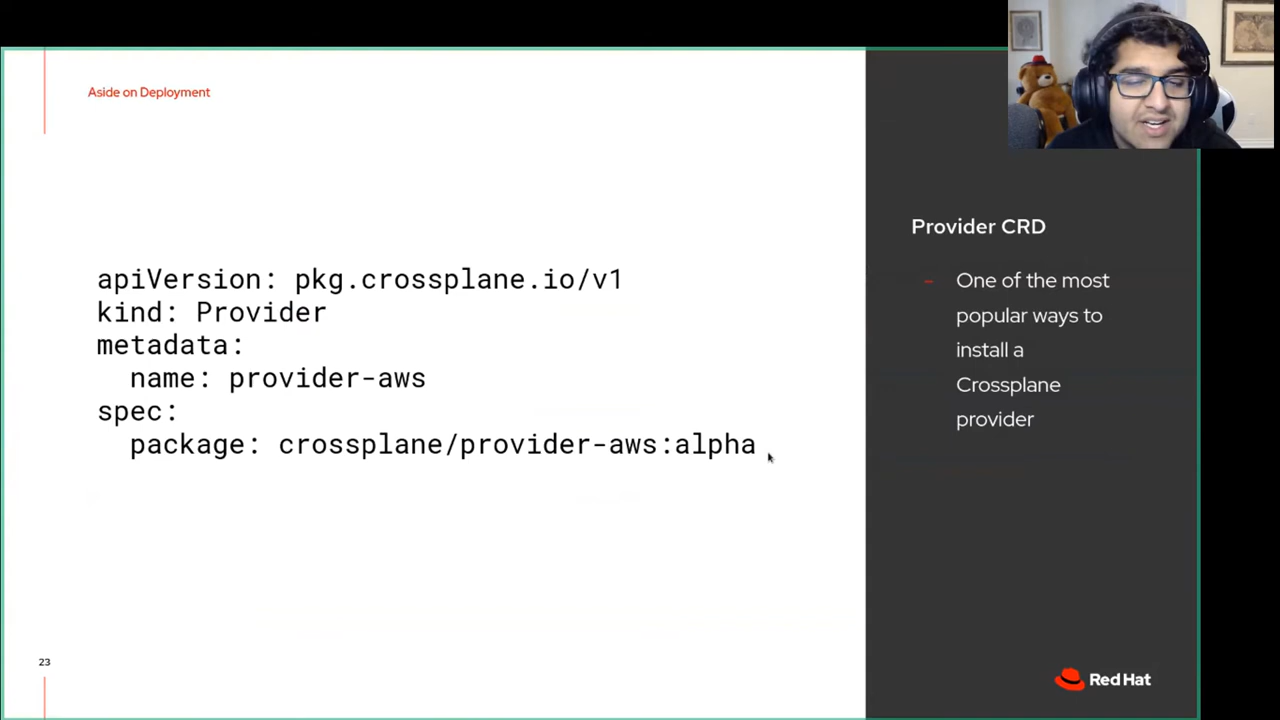 Aside on Deployment
apiVersion: pkg.crossplane.io/v1
kind: Provider
metadata:
  name: provider-aws
spec:
  package: crossplane/provider-aws:alpha
Provider CRD
- One of the most
popular ways to
install a
Crossplane
provider
23
Red Hat